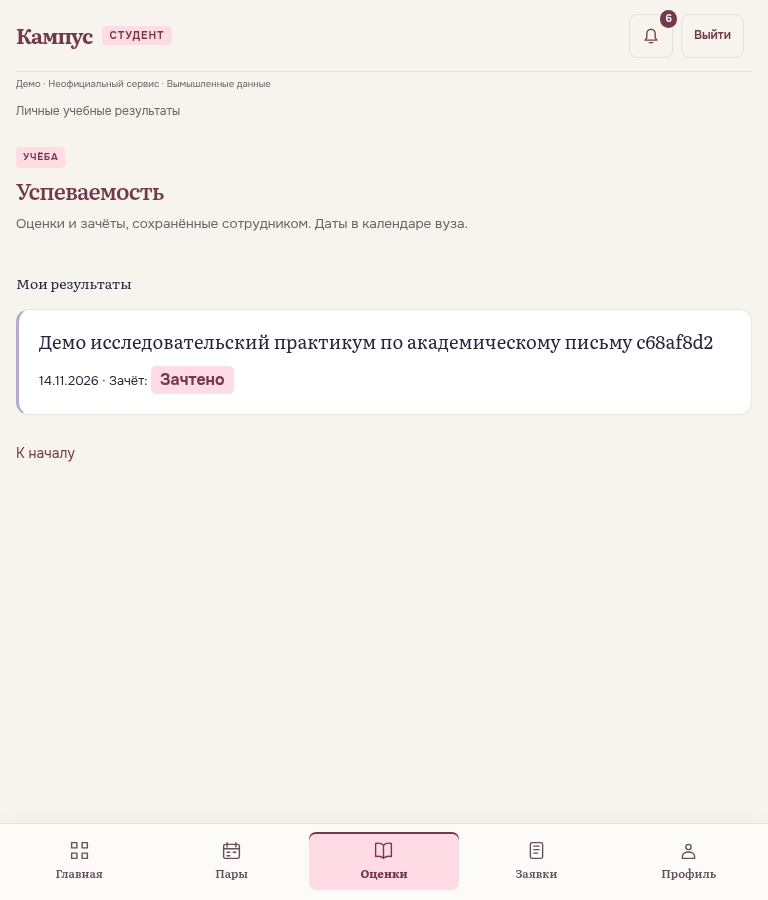 Кампус СТУДЕНТ 6 Выйти
Демо · Неофициальный сервис · Вымышленные данные
Личные учебные результаты
УЧЁБА
Успеваемость
Оценки и зачёты, сохранённые сотрудником. Даты в календаре вуза.
Мои результаты
Демо исследовательский практикум по академическому письму c68af8d2
14.11.2026 · Зачёт: Зачтено
К началу
Главная Пары Оценки Заявки Профиль